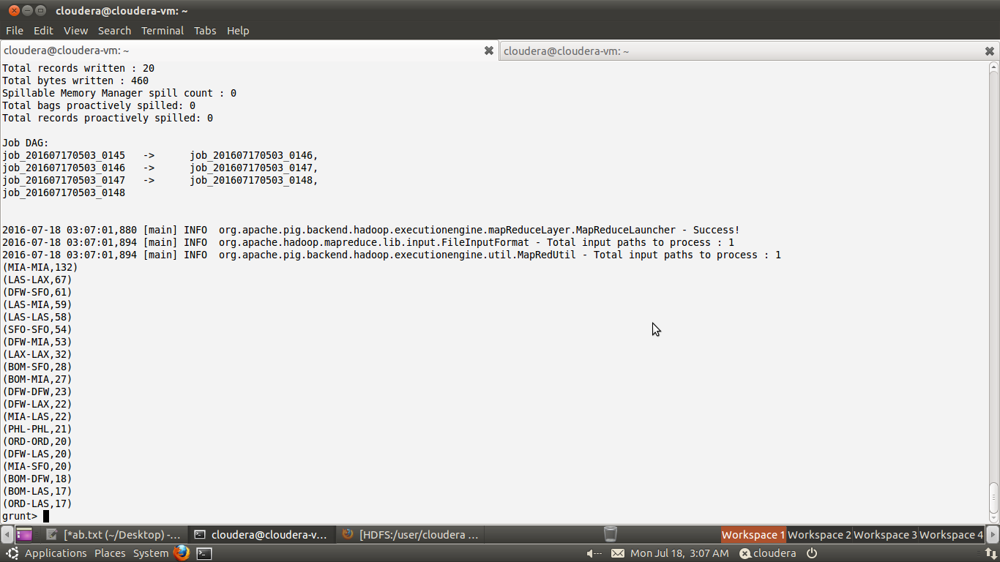 cloudera@cloudera-vm: ~
File Edit View Search Terminal Tabs Help
cloudera@cloudera-vm: ~ cloudera@cloudera-vm: ~
Total records written : 20
Total bytes written : 460
Spillable Memory Manager spill count : 0
Total bags proactively spilled: 0
Total records proactively spilled: 0
Job DAG:
job_201607170503_0145 -> job_201607170503_0146,
job_201607170503_0146 -> job_201607170503_0147,
job_201607170503_0147 -> job_201607170503_0148,
job_201607170503_0148
2016-07-18 03:07:01,880 [main] INFO org.apache.pig.backend.hadoop.executionengine.mapReduceLayer.MapReduceLauncher - Success!
2016-07-18 03:07:01,894 [main] INFO org.apache.hadoop.mapreduce.lib.input.FileInputFormat - Total input paths to process : 1
2016-07-18 03:07:01,894 [main] INFO org.apache.pig.backend.hadoop.executionengine.util.MapRedUtil - Total input paths to process : 1
(MIA-MIA,132)
(LAS-LAX,67)
(DFW-SFO,61)
(LAS-MIA,59)
(LAS-LAS,58)
(SFO-SFO,54)
(DFW-MIA,53)
(LAX-LAX,32)
(BOM-SFO,28)
(BOM-MIA,27)
(DFW-DFW,23)
(DFW-LAX,22)
(MIA-LAS,22)
(PHL-PHL,21)
(ORD-ORD,20)
(DFW-LAS,20)
(MIA-SFO,20)
(BOM-DFW,18)
(BOM-LAS,17)
(ORD-LAS,17)
grunt>
[*ab.txt (~/Desktop) -... cloudera@cloudera-v... [HDFS:/user/cloudera ... Workspace 1 Workspace 2 Workspace 3 Workspace 4
Applications Places System Mon Jul 18, 3:07 AM cloudera